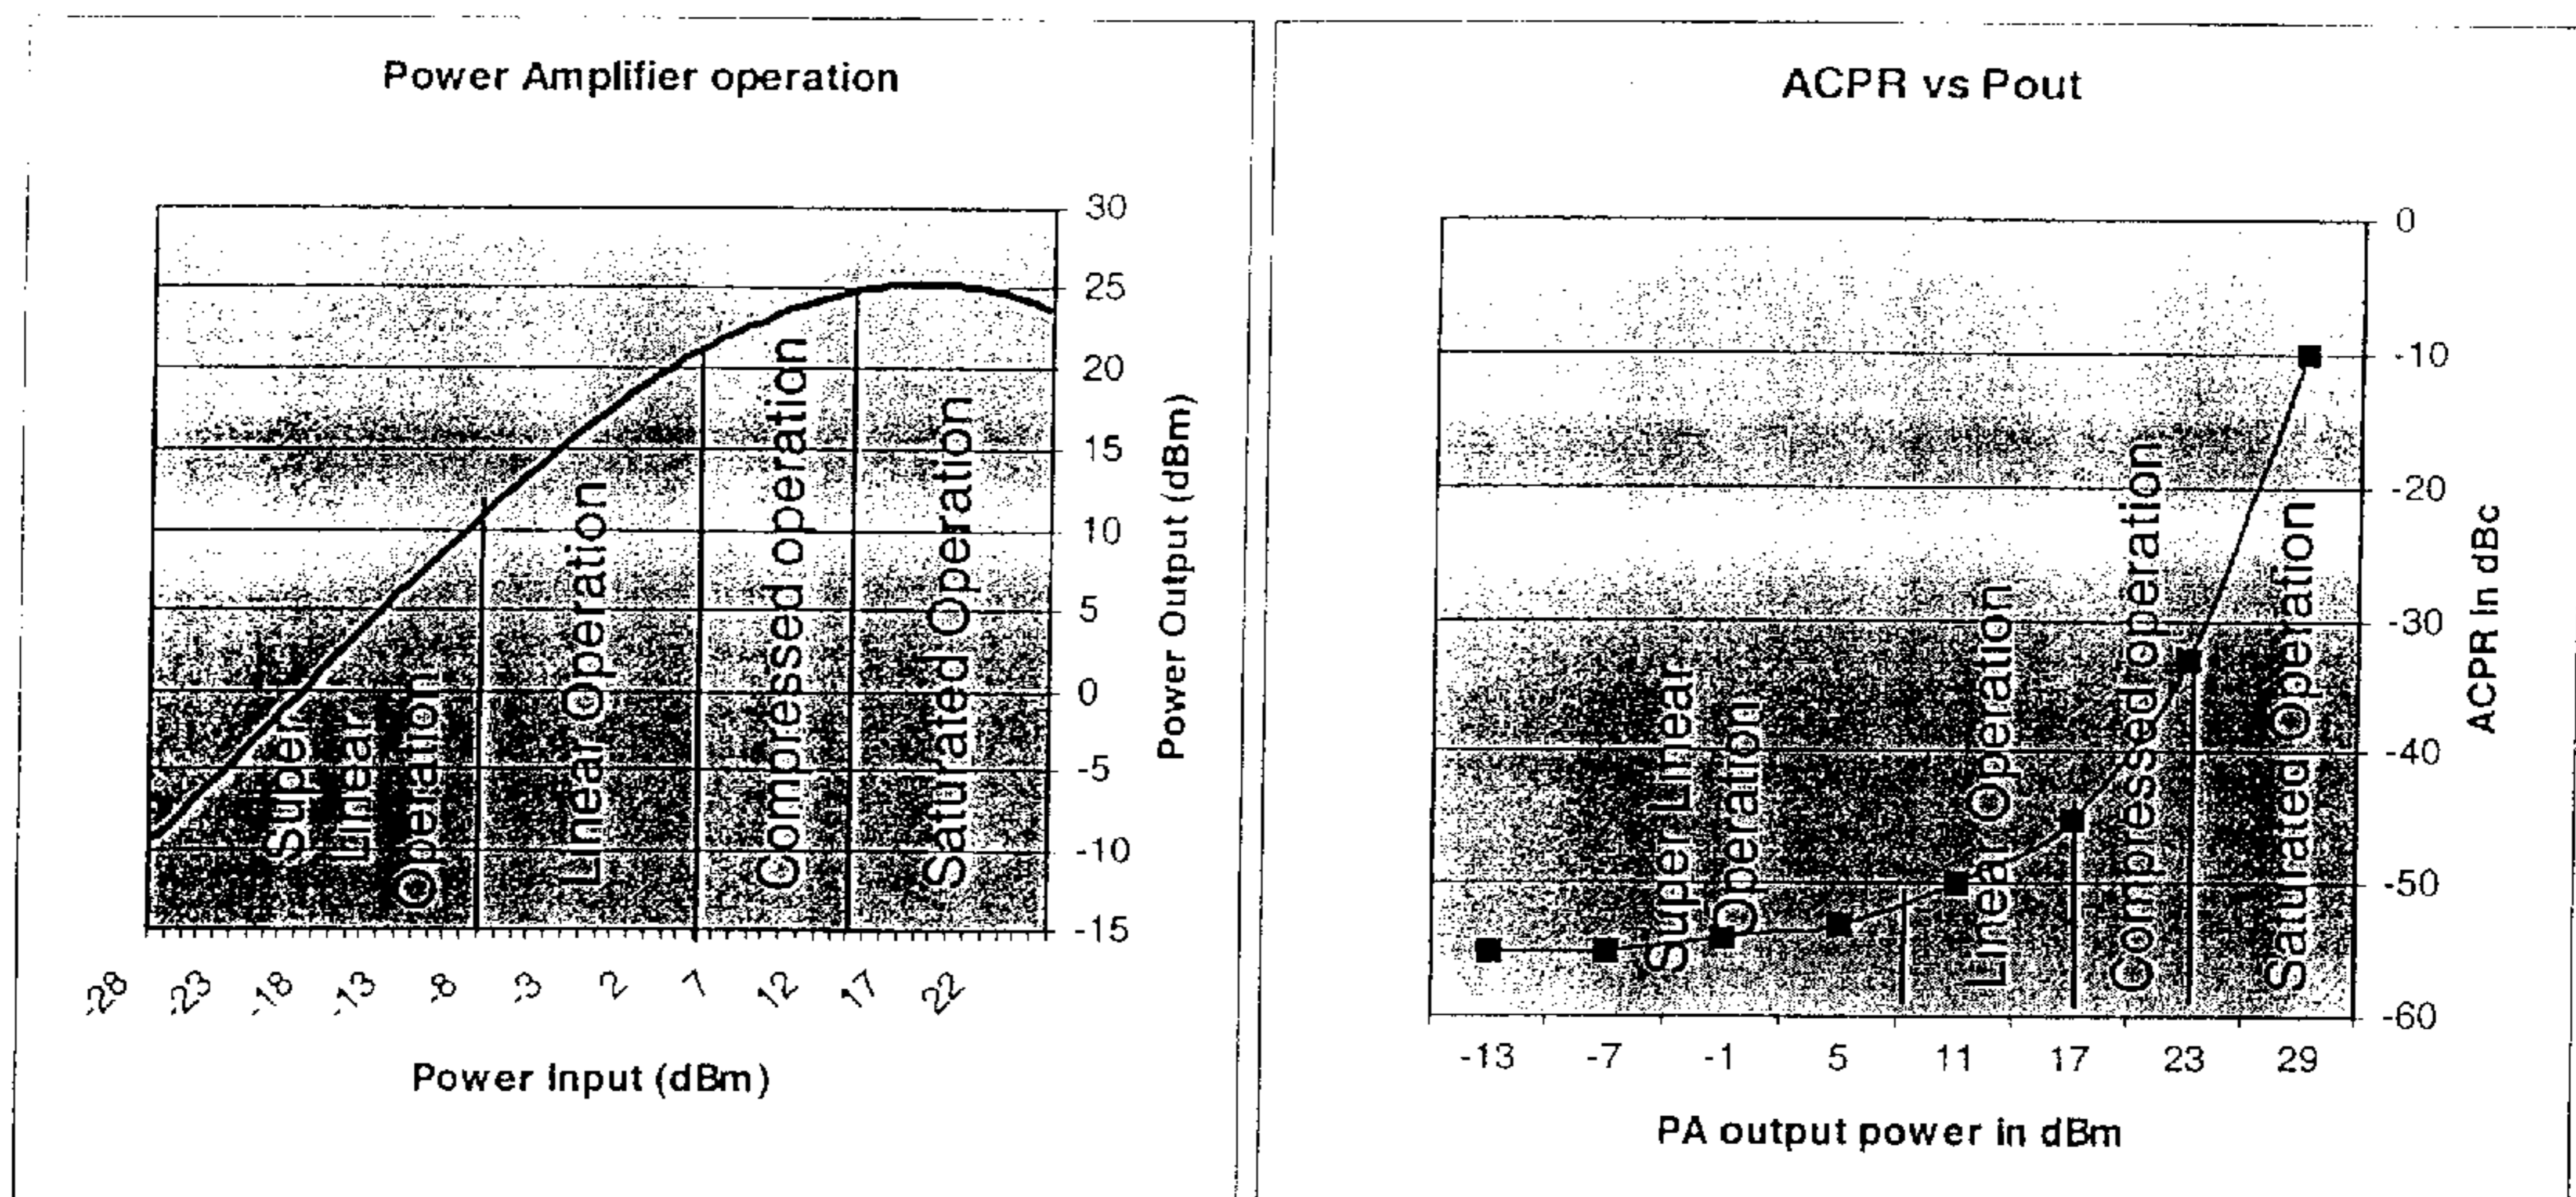 Power Amplifier operation
30
25
20
15
10
5
0
-5
-10
-15
Power Output (dBm)
Super
Linear
Operation
Linear Operation
Compressed operation
Saturated Operation
-28
-23
-18
-13
-8
-3
2
7
12
17
22
Power Input (dBm)
ACPR vs Pout
0
-10
-20
-30
-40
-50
-60
ACPR In dBc
Super Linear
Operation
Linear Operation
Compressed operation
Saturated Operation
-13
-7
-1
5
11
17
23
29
PA output power in dBm